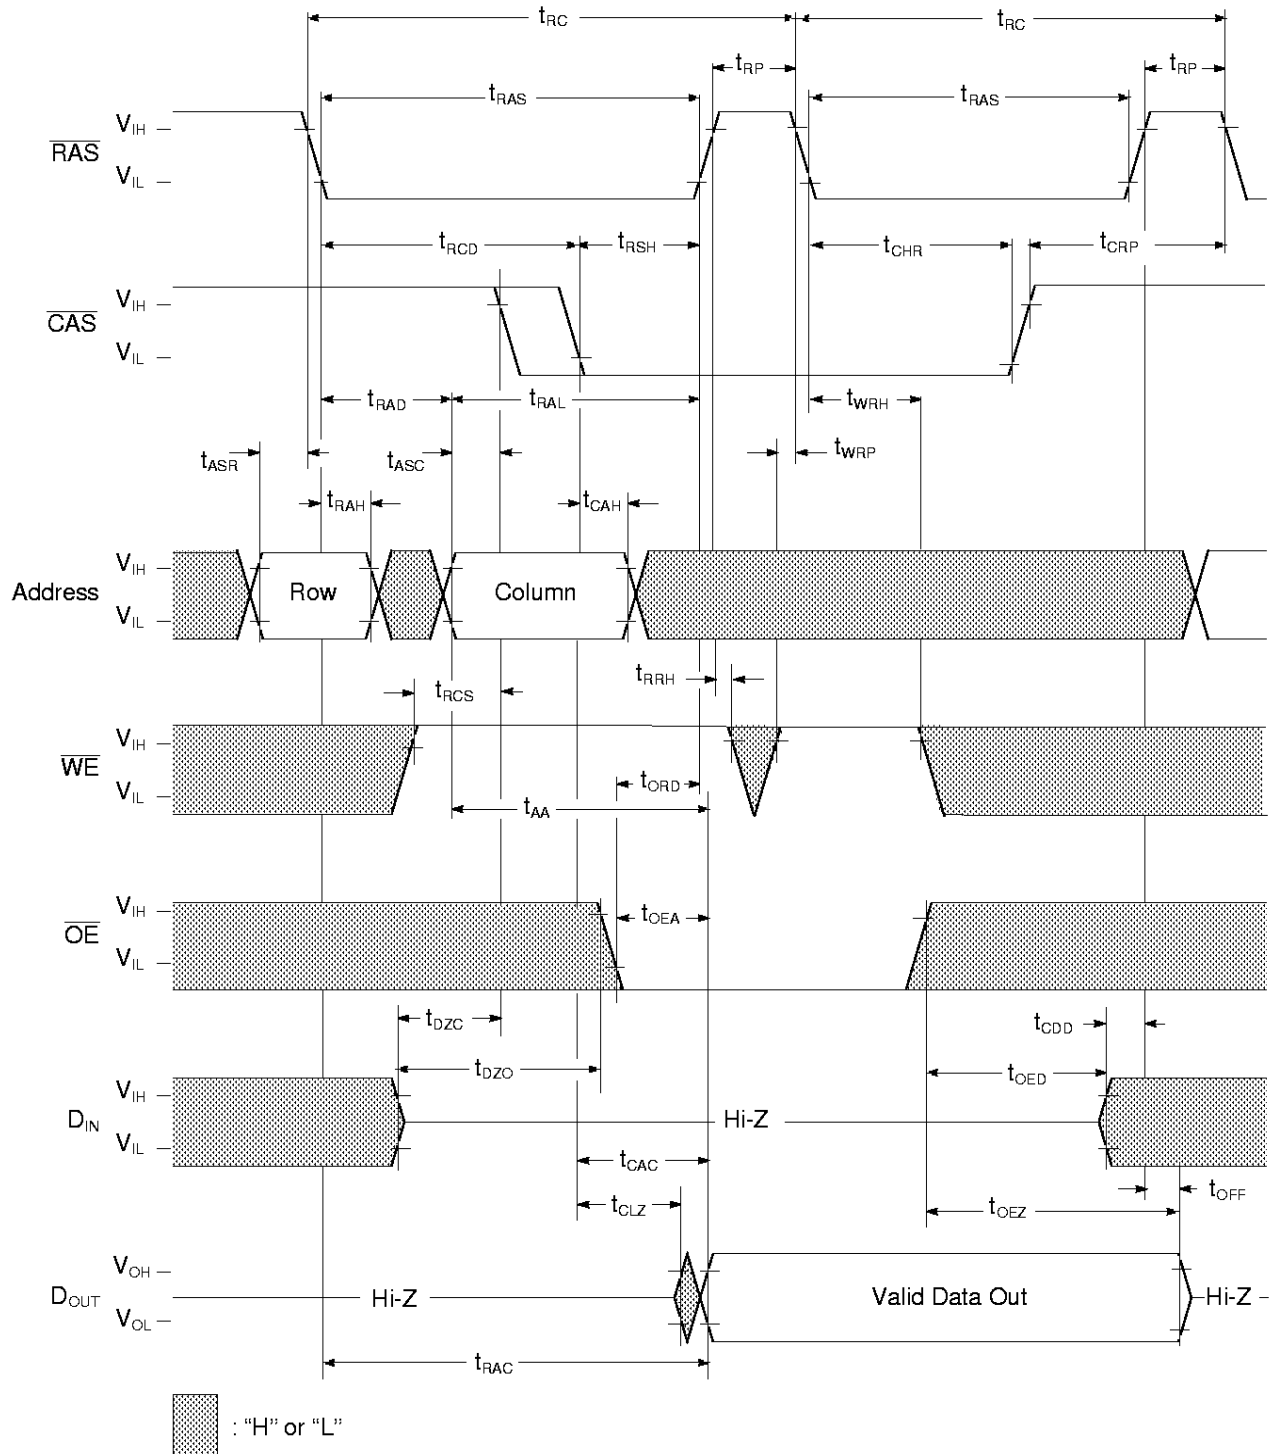 tRC tRC
tRP tRP
tRAS tRAS
VIH
RAS
VIL
tRCD tRSH tCHR tCRP
VIH
CAS
VIL
tRAD tRAL tWRH
tASR tASC tWRP
tRAH tCAH
VIH
Address Row Column
VIL
tRRH
tRCS
VIH
WE
VIL
tORD
tAA
VIH
tOEA
OE
VIL
tDZC tCDD
tDZO tOED
VIH
DIN Hi-Z
VIL
tCAC
tCLZ tOEZ tOFF
VOH
DOUT Hi-Z Valid Data Out Hi-Z
VOL
tRAC
: “H” or “L”